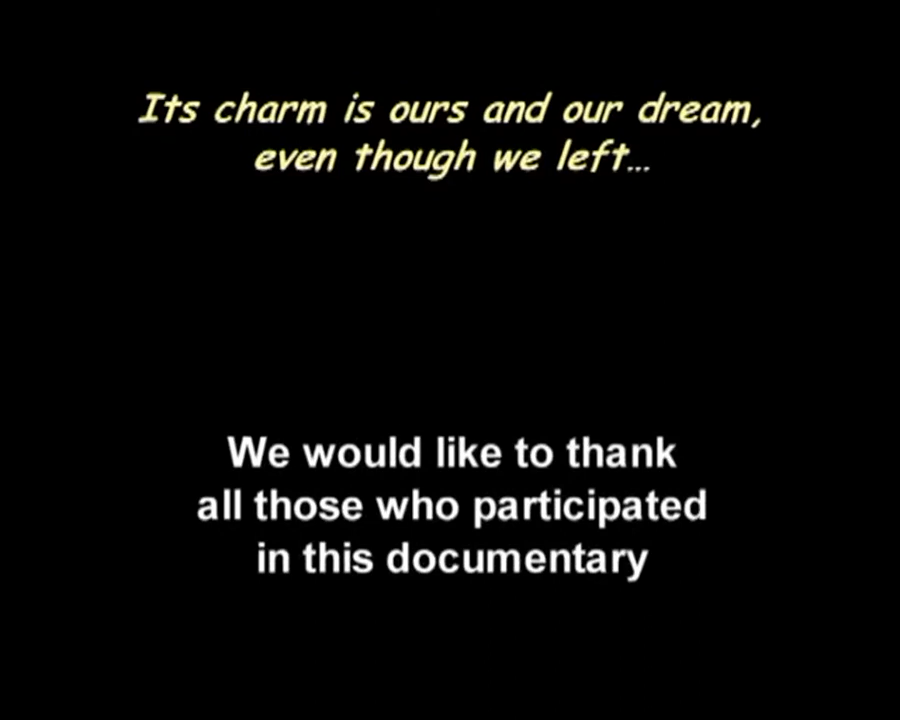 Its charm is ours and our dream,
even though we left...
We would like to thank
all those who participated
in this documentary